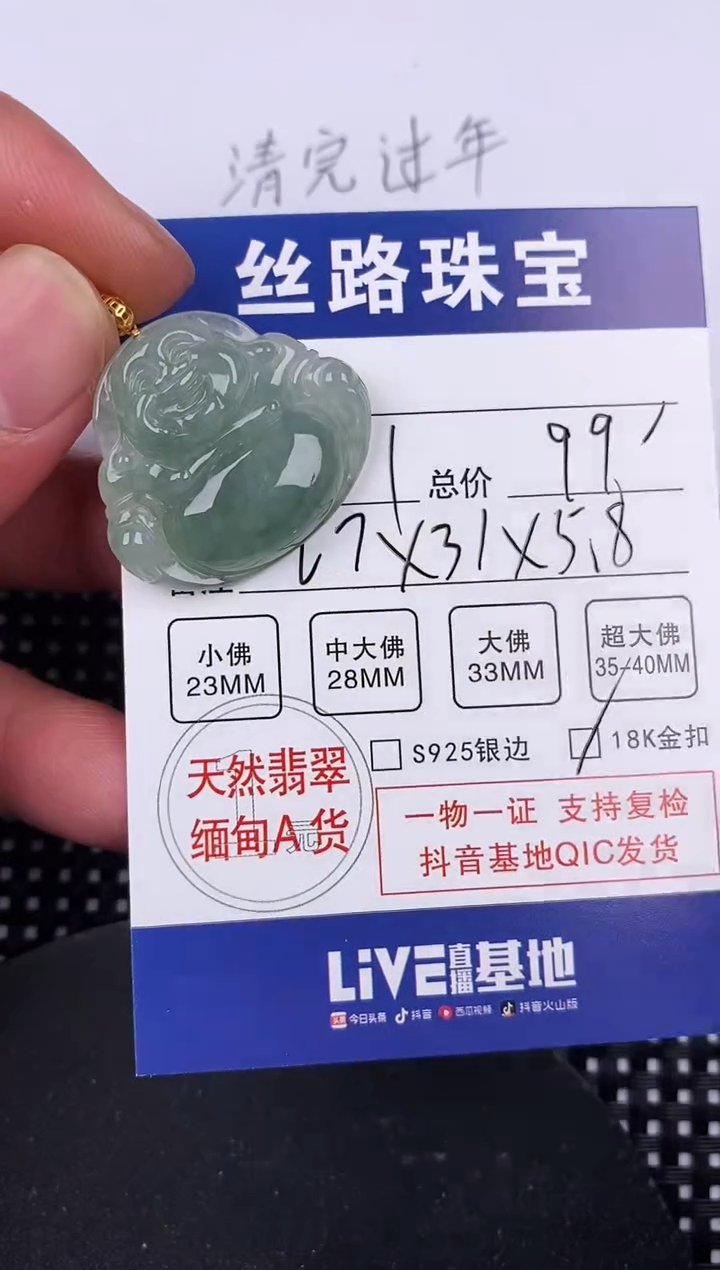 清完过年
丝路珠宝
1 总价 99
27X31X5.8
小佛
23MM
中大佛
28MM
大佛
33MM
超大佛
35-40MM
S925银边
18K金扣
天然翡翠
缅甸A货
一物一证 支持复检
抖音基地QIC发货
LiVE直播基地
今日头条 抖音 西瓜视频 抖音火山版